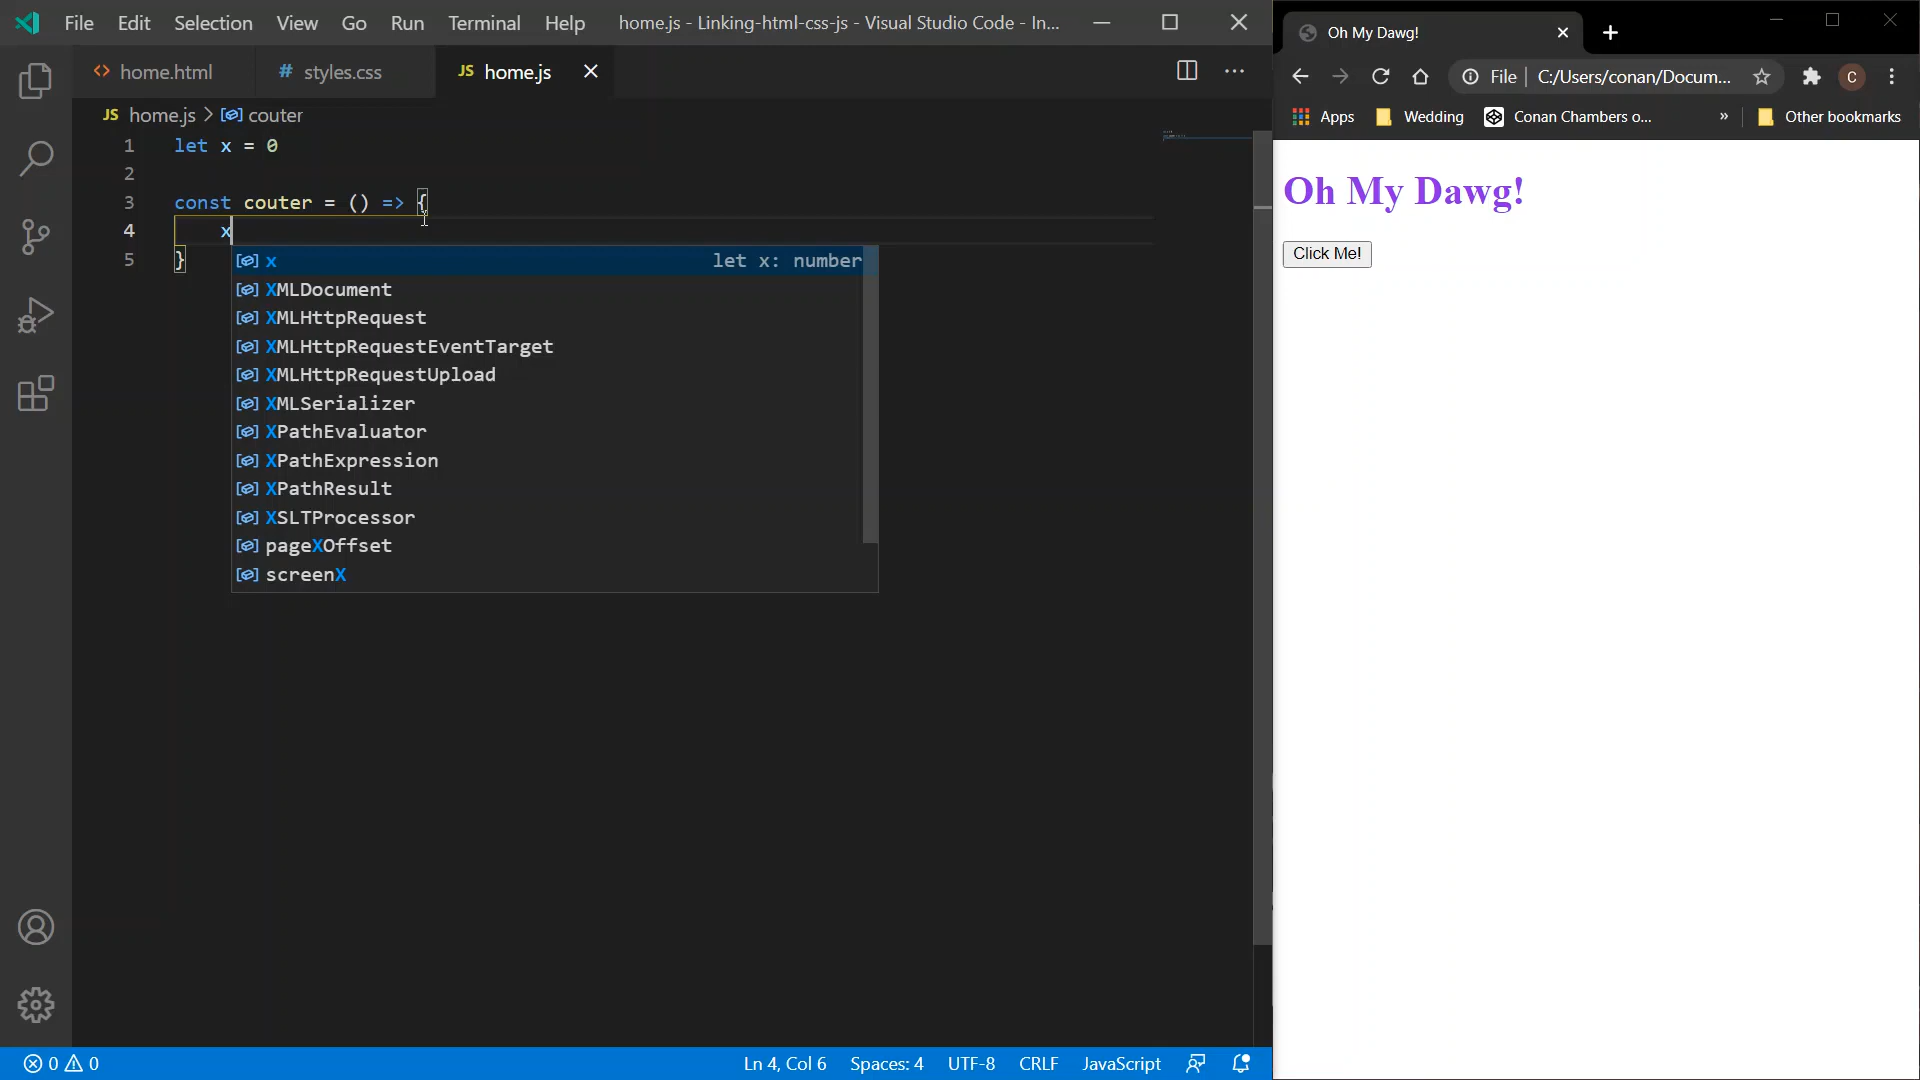 File Edit Selection View Go Run Terminal Help home.js - Linking-html-css-js - Visual Studio Code - In...
home.html # styles.css JS home.js
JS home.js > couter
1 let x = 0
2
3 const couter = () => {
4 x
5 }
x let x: number
XMLDocument
XMLHttpRequest
XMLHttpRequestEventTarget
XMLHttpRequestUpload
XMLSerializer
XPathEvaluator
XPathExpression
XPathResult
XSLTProcessor
pageXOffset
screenX
0 0 Ln 4, Col 6 Spaces: 4 UTF-8 CRLF JavaScript
Oh My Dawg!
File C:/Users/conan/Docum... C
Apps Wedding Conan Chambers o... » Other bookmarks
Oh My Dawg!
Click Me!